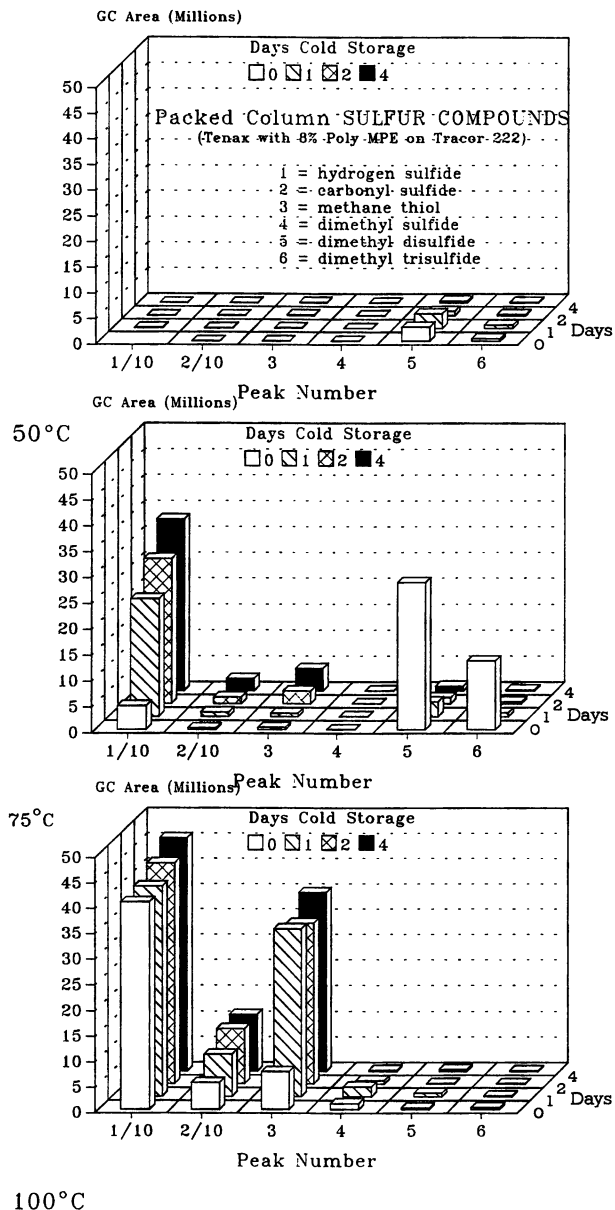 GC Area (Millions)
Days Cold Storage
0 1 2 4
Packed Column SULFUR COMPOUNDS
(Tenax with 8% Poly MPE on Tracor 222)
1 = hydrogen sulfide
2 = carbonyl sulfide
3 = methane thiol
4 = dimethyl sulfide
5 = dimethyl disulfide
6 = dimethyl trisulfide
50
45
40
35
30
25
20
15
10
5
0
1/10 2/10 3 4 5 6
0 1 2 4 Days
Peak Number
50°C
GC Area (Millions)
Days Cold Storage
0 1 2 4
50
45
40
35
30
25
20
15
10
5
0
1/10 2/10 3 4 5 6
0 1 2 4 Days
Peak Number
75°C
GC Area (Millions)
Days Cold Storage
0 1 2 4
50
45
40
35
30
25
20
15
10
5
0
1/10 2/10 3 4 5 6
0 1 2 4 Days
Peak Number
100°C